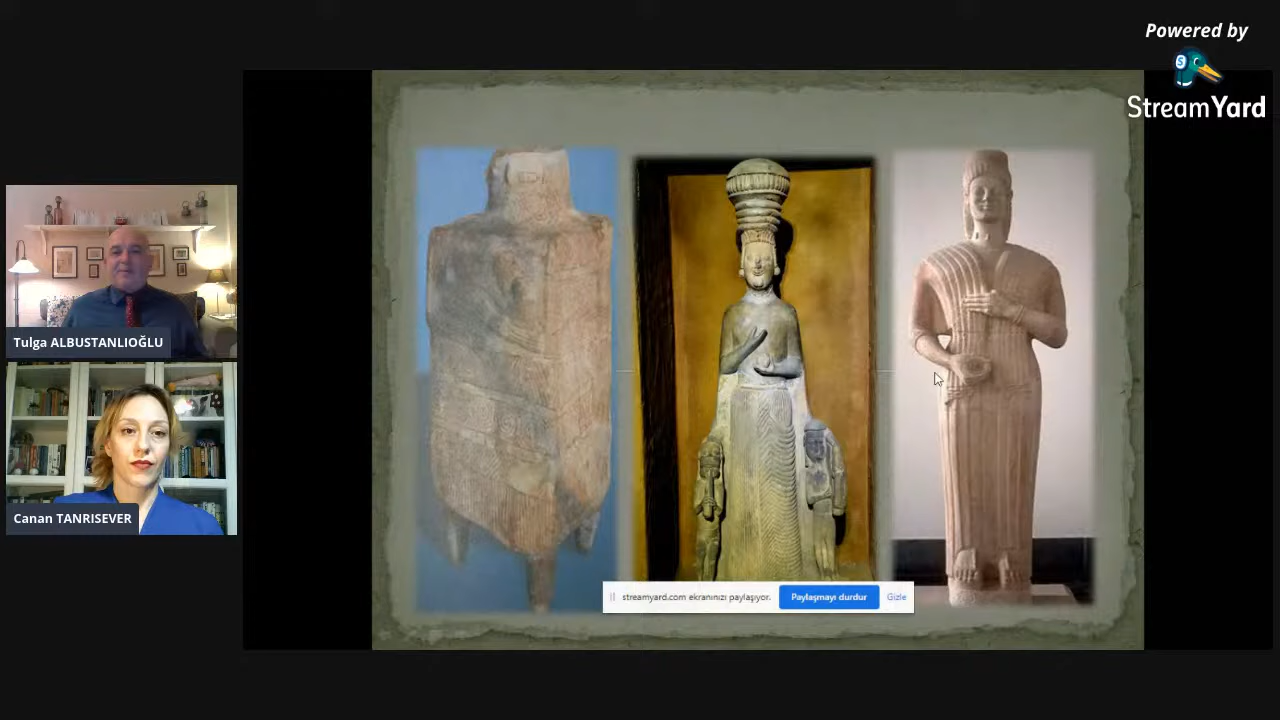 Powered by
StreamYard
Tulga ALBUSTANLIOĞLU
Canan TANRISEVER
streamyard.com ekranınızı paylaşıyor.
Paylaşmayı durdur
Gizle